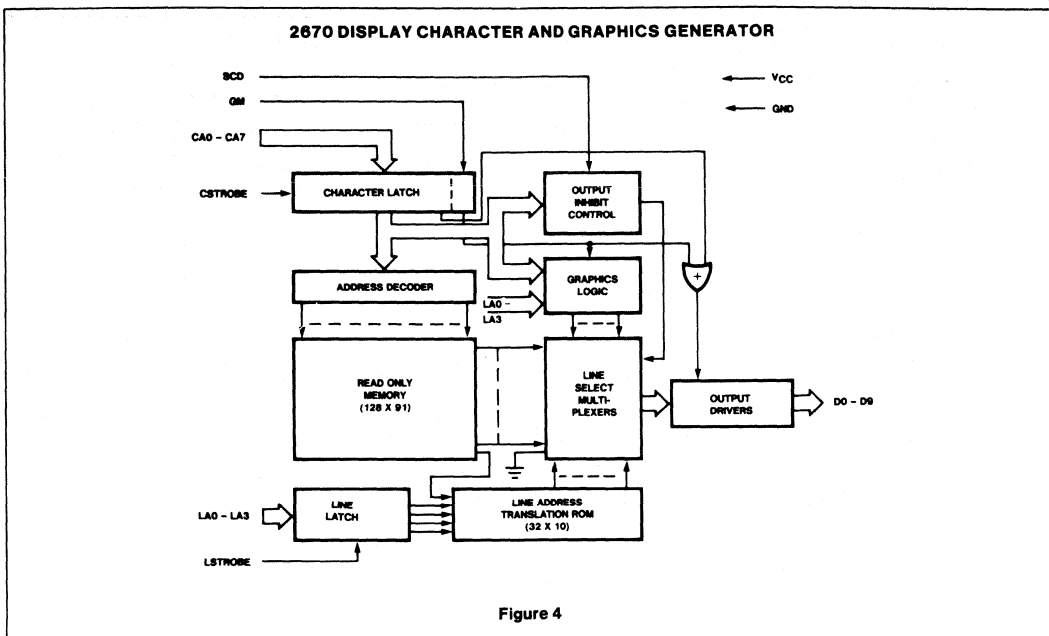 2670 DISPLAY CHARACTER AND GRAPHICS GENERATOR
SCD
VCC
GM
GND
CA0 – CA7
CSTROBE
CHARACTER LATCH
OUTPUT
INHIBIT
CONTROL
ADDRESS DECODER
GRAPHICS
LOGIC
+
LA0 –
LA3
READ ONLY
MEMORY
(128 X 91)
LINE
SELECT
MULTI-
PLEXERS
OUTPUT
DRIVERS
D0 – D9
LA0 – LA3
LINE
LATCH
LINE ADDRESS
TRANSLATION ROM
(32 X 10)
LSTROBE
Figure 4